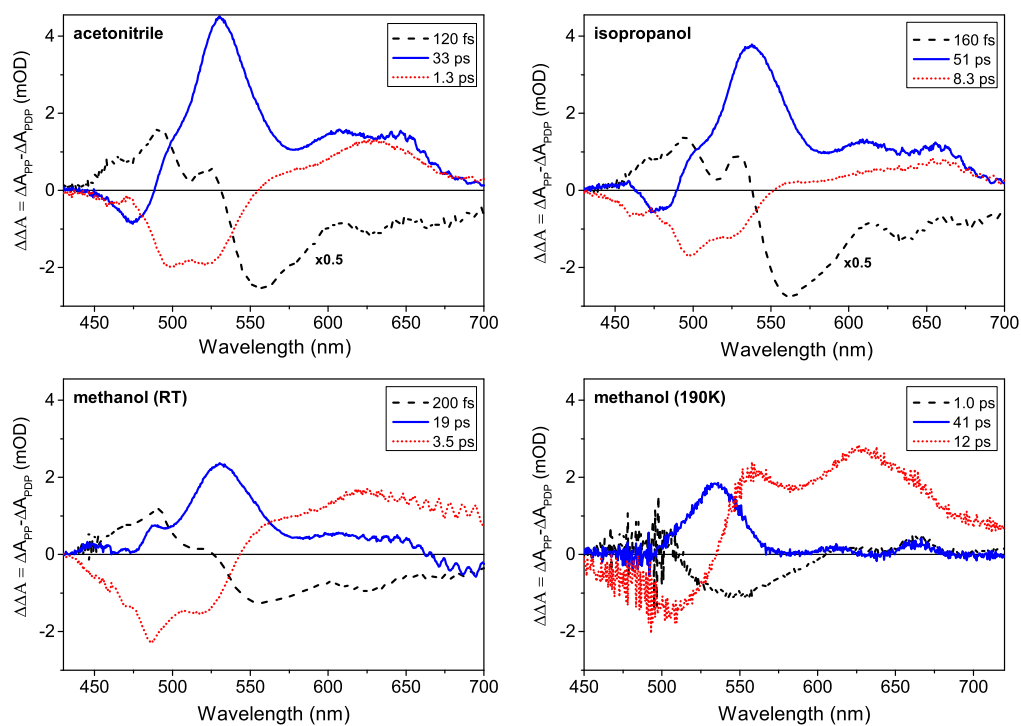 acetonitrile
120 fs
33 ps
1.3 ps
x0.5
ΔΔA = ΔA_PP-ΔA_PDP (mOD)
4
2
0
-2
450 500 550 600 650 700
Wavelength (nm)
isopropanol
160 fs
51 ps
8.3 ps
x0.5
ΔΔA = ΔA_PP-ΔA_PDP (mOD)
4
2
0
-2
450 500 550 600 650 700
Wavelength (nm)
methanol (RT)
200 fs
19 ps
3.5 ps
ΔΔA = ΔA_PP-ΔA_PDP (mOD)
4
2
0
-2
450 500 550 600 650 700
Wavelength (nm)
methanol (190K)
1.0 ps
41 ps
12 ps
ΔΔA = ΔA_PP-ΔA_PDP (mOD)
4
2
0
-2
450 500 550 600 650 700
Wavelength (nm)